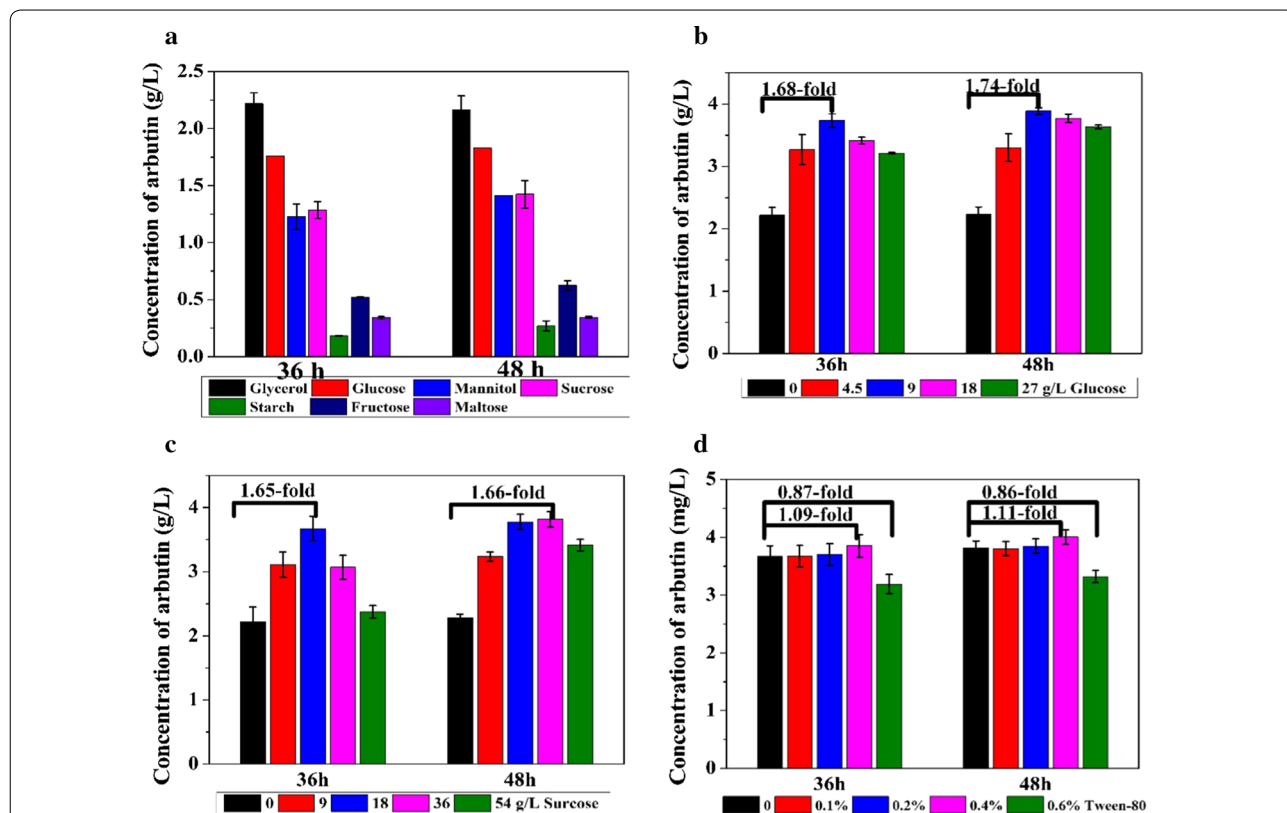 a
Concentration of arbutin (g/L)
2.5
2.0
1.5
1.0
0.5
0.0
36 h
48 h
Glycerol Glucose Mannitol Sucrose
Starch Fructose Maltose
b
Concentration of arbutin (g/L)
4
3
2
1
0
1.68-fold
1.74-fold
36h
48h
0 4.5 9 18 27 g/L Glucose
c
Concentration of arbutin (g/L)
4
3
2
1
0
1.65-fold
1.66-fold
36h
48h
0 9 18 36 54 g/L Surcose
d
Concentration of arbutin (mg/L)
5
4
3
2
1
0
0.87-fold
1.09-fold
0.86-fold
1.11-fold
36h
48h
0 0.1% 0.2% 0.4% 0.6% Tween-80